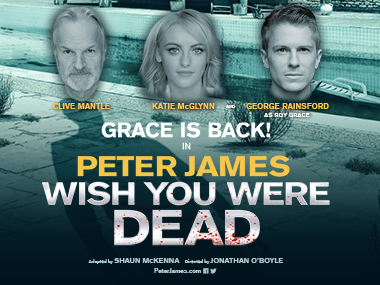 CLIVE MANTLE KATIE McGLYNN AND GEORGE RAINSFORD
AS ROY GRACE
GRACE IS BACK!
IN
PETER JAMES
WISH YOU WERE
DEAD
Adapted by SHAUN McKENNA Directed by JONATHAN O'BOYLE
PeterJames.com